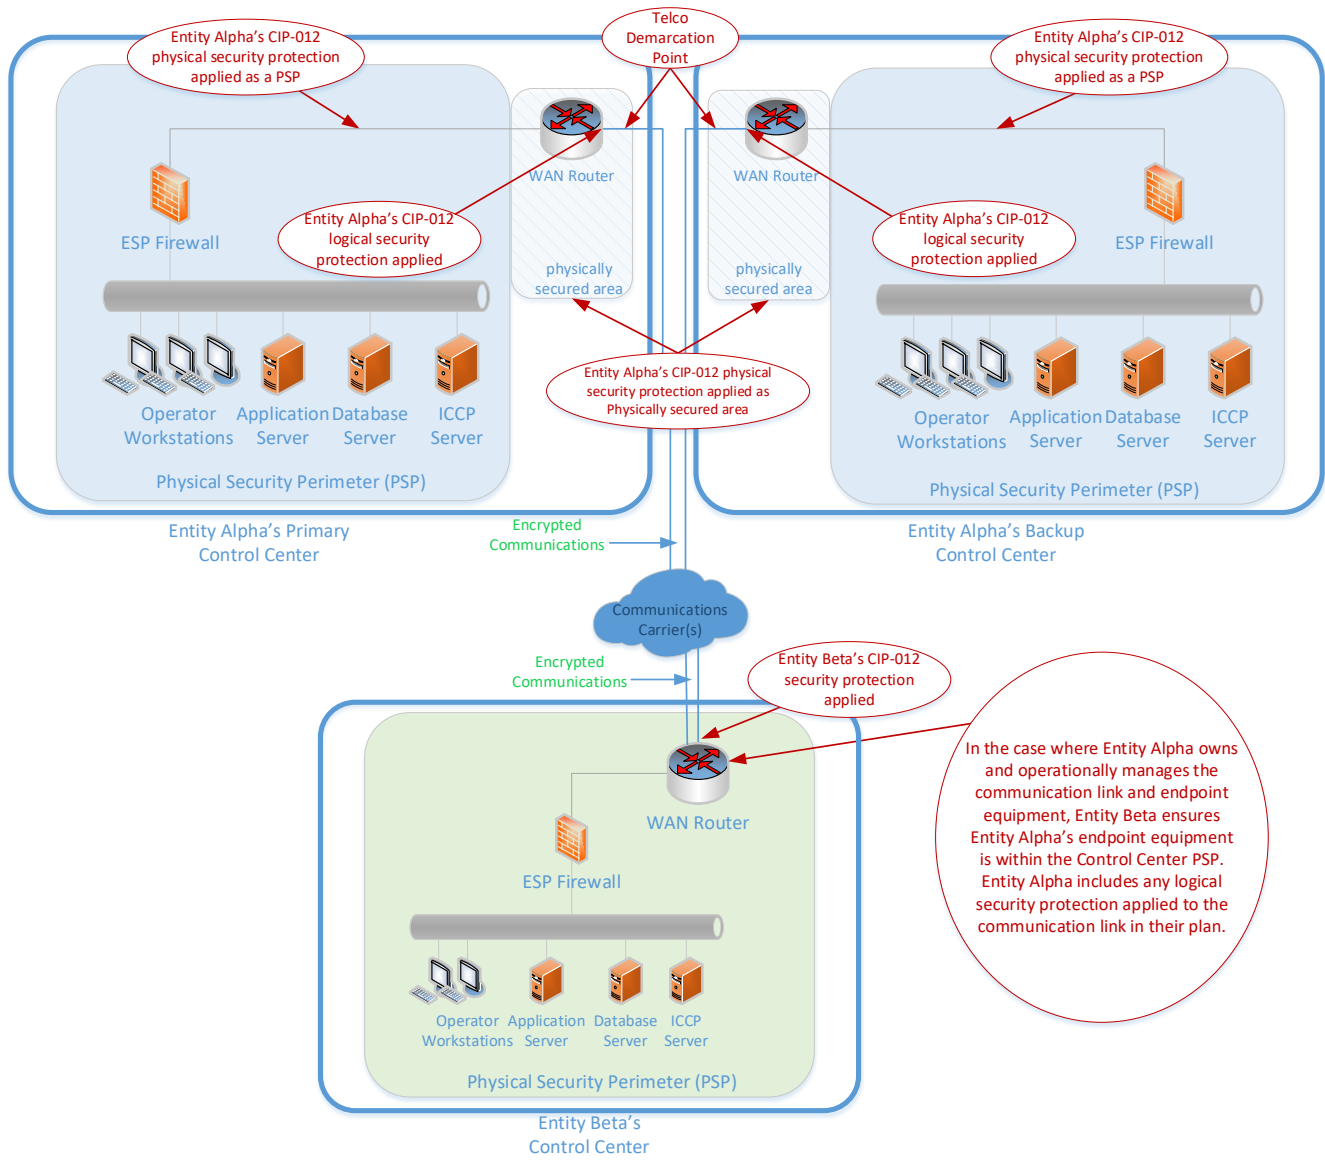 Entity Alpha's CIP-012
physical security protection
applied as a PSP
Telco
Demarcation
Point
Entity Alpha's CIP-012
physical security protection
applied as a PSP
WAN Router
WAN Router
ESP Firewall
Entity Alpha's CIP-012
logical security
protection applied
Entity Alpha's CIP-012
logical security
protection applied
ESP Firewall
physically
secured area
physically
secured area
Entity Alpha's CIP-012 physical
security protection applied as
Physically secured area
Operator
Workstations
Application
Server
Database
Server
ICCP
Server
Operator
Workstations
Application
Server
Database
Server
ICCP
Server
Physical Security Perimeter (PSP)
Physical Security Perimeter (PSP)
Entity Alpha's Primary
Control Center
Encrypted
Communications
Entity Alpha's Backup
Control Center
Communications
Carrier(s)
Encrypted
Communications
Entity Beta's CIP-012
security protection
applied
In the case where Entity Alpha owns
and operationally manages the
communication link and endpoint
equipment, Entity Beta ensures
Entity Alpha's endpoint equipment
is within the Control Center PSP.
Entity Alpha includes any logical
security protection applied to the
communication link in their plan.
WAN Router
ESP Firewall
Operator
Workstations
Application
Server
Database
Server
ICCP
Server
Physical Security Perimeter (PSP)
Entity Beta's
Control Center